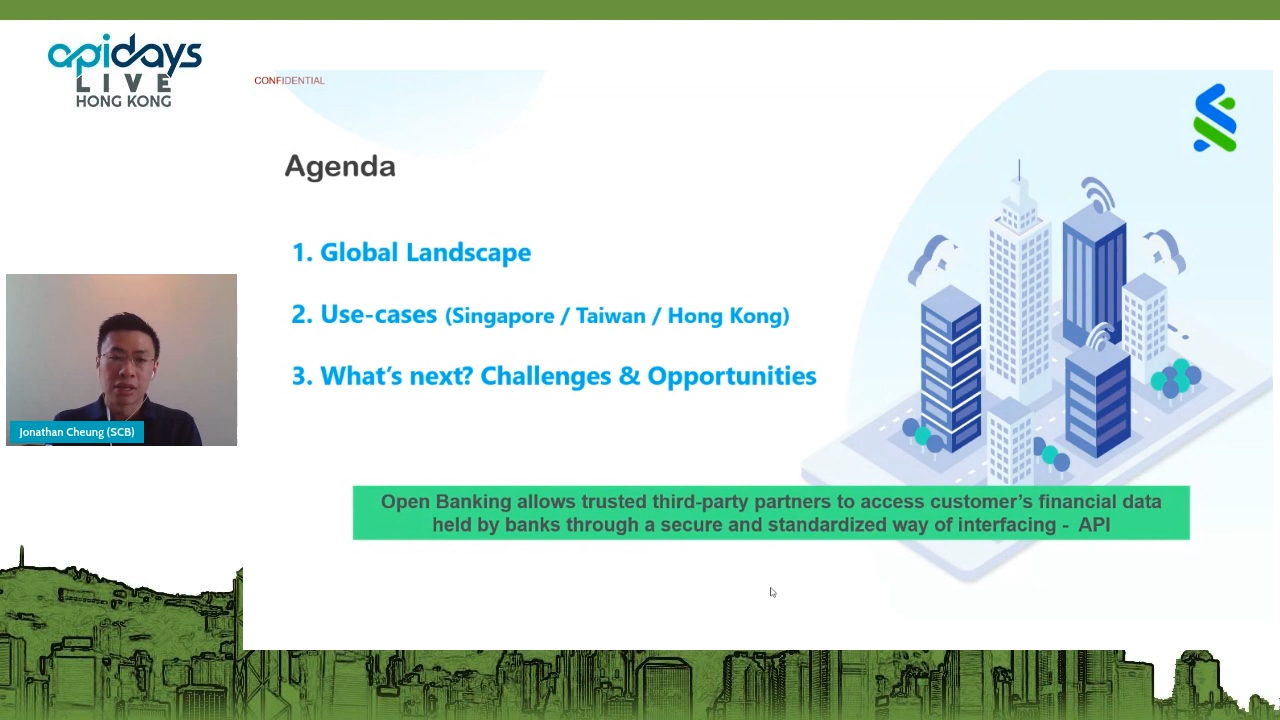 apidays
LIVE
HONG KONG
CONFIDENTIAL
Agenda
1. Global Landscape
2. Use-cases (Singapore / Taiwan / Hong Kong)
3. What’s next? Challenges & Opportunities
Jonathan Cheung (SCB)
Open Banking allows trusted third-party partners to access customer’s financial data
held by banks through a secure and standardized way of interfacing - API